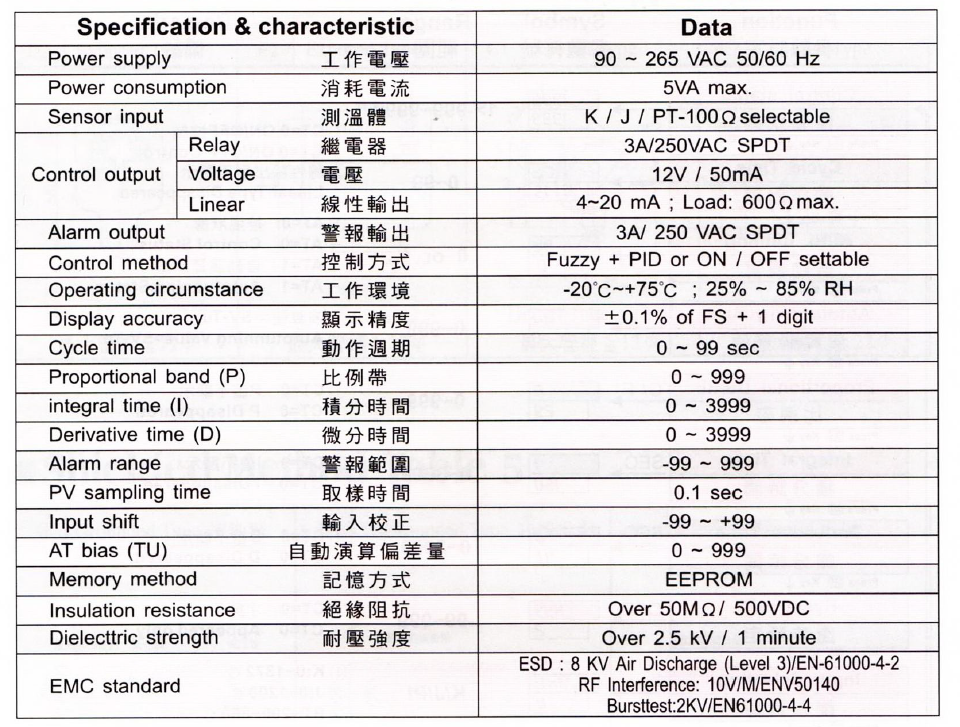 Specification & characteristic Data
Power supply 工作電壓 90 ~ 265 VAC 50/60 Hz
Power consumption 消耗電流 5VA max.
Sensor input 測溫體 K / J / PT-100Ω selectable
Relay 繼電器 3A/250VAC SPDT
Control output Voltage 電壓 12V / 50mA
Linear 線性輸出 4~20 mA ; Load: 600Ω max.
Alarm output 警報輸出 3A/ 250 VAC SPDT
Control method 控制方式 Fuzzy + PID or ON / OFF settable
Operating circumstance 工作環境 -20℃~+75℃ ; 25% ~ 85% RH
Display accuracy 顯示精度 ±0.1% of FS + 1 digit
Cycle time 動作週期 0 ~ 99 sec
Proportional band (P) 比例帶 0 ~ 999
integral time (I) 積分時間 0 ~ 3999
Derivative time (D) 微分時間 0 ~ 3999
Alarm range 警報範圍 -99 ~ 999
PV sampling time 取樣時間 0.1 sec
Input shift 輸入校正 -99 ~ +99
AT bias (TU) 自動演算偏差量 0 ~ 999
Memory method 記憶方式 EEPROM
Insulation resistance 絕緣阻抗 Over 50MΩ/ 500VDC
Dielecttric strength 耐壓強度 Over 2.5 kV / 1 minute
ESD : 8 KV Air Discharge (Level 3)/EN-61000-4-2
EMC standard RF Interference: 10V/M/ENV50140
Bursttest:2KV/EN61000-4-4